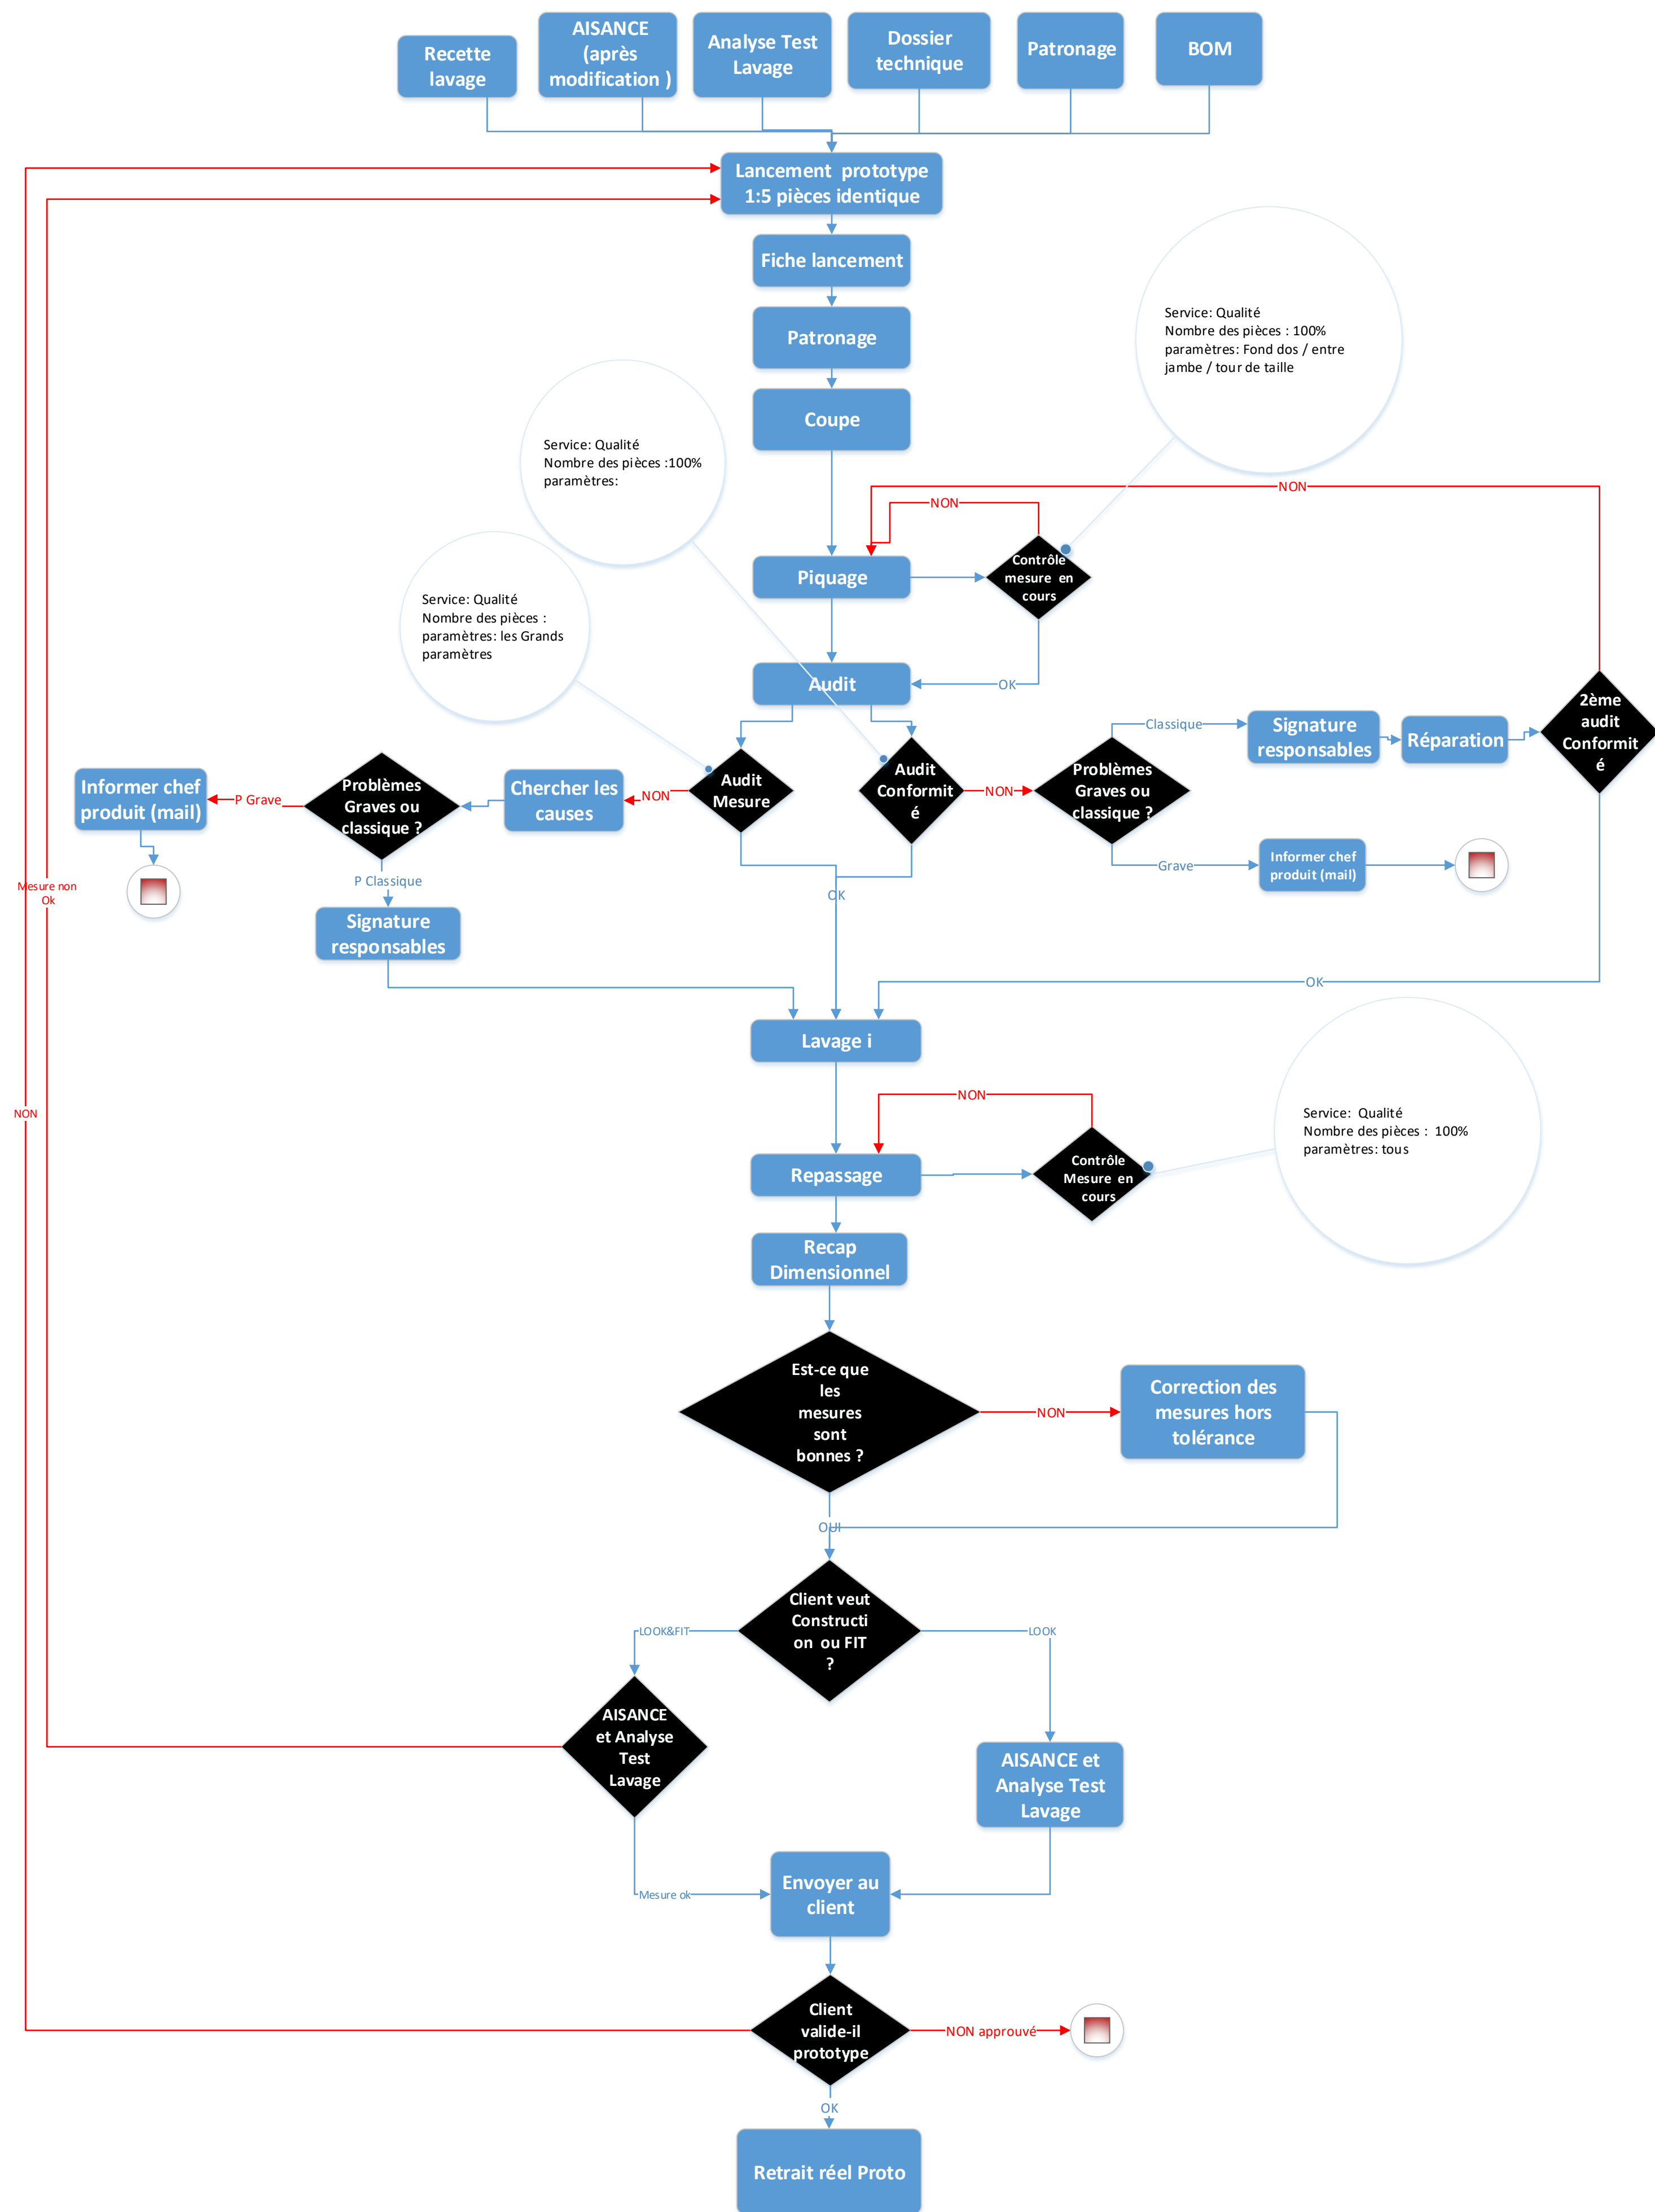 Recette
lavage
AISANCE
(après
modification )
Analyse Test
Lavage
Dossier
technique
Patronage
BOM
Lancement prototype
1:5 pièces identique
Fiche lancement
Patronage
Coupe
Service: Qualité
Nombre des pièces : 100%
paramètres: Fond dos / entre
jambe / tour de taille
Service: Qualité
Nombre des pièces :100%
paramètres:
NON
NON
Piquage
Contrôle
mesure en
cours
Service: Qualité
Nombre des pièces :
paramètres: les Grands
paramètres
Audit
OK
2ème
audit
Conformit
é
Classique
Signature
responsables
Réparation
Informer chef
produit (mail)
P Grave
Problèmes
Graves ou
classique ?
Chercher les
causes
NON
Audit
Mesure
Audit
Conformit
é
NON
Problèmes
Graves ou
classique ?
Grave
Informer chef
produit (mail)
P Classique
Mesure non
Ok
OK
Signature
responsables
OK
Lavage i
NON
NON
Service: Qualité
Nombre des pièces : 100%
paramètres: tous
Repassage
Contrôle
Mesure en
cours
Recap
Dimensionnel
Est-ce que
les
mesures
sont
bonnes ?
NON
Correction des
mesures hors
tolérance
OUI
Client veut
Constructi
on ou FIT
?
LOOK&FIT
LOOK
AISANCE
et Analyse
Test
Lavage
AISANCE et
Analyse Test
Lavage
Mesure ok
Envoyer au
client
Client
valide-il
prototype
NON approuvé
OK
Retrait réel Proto